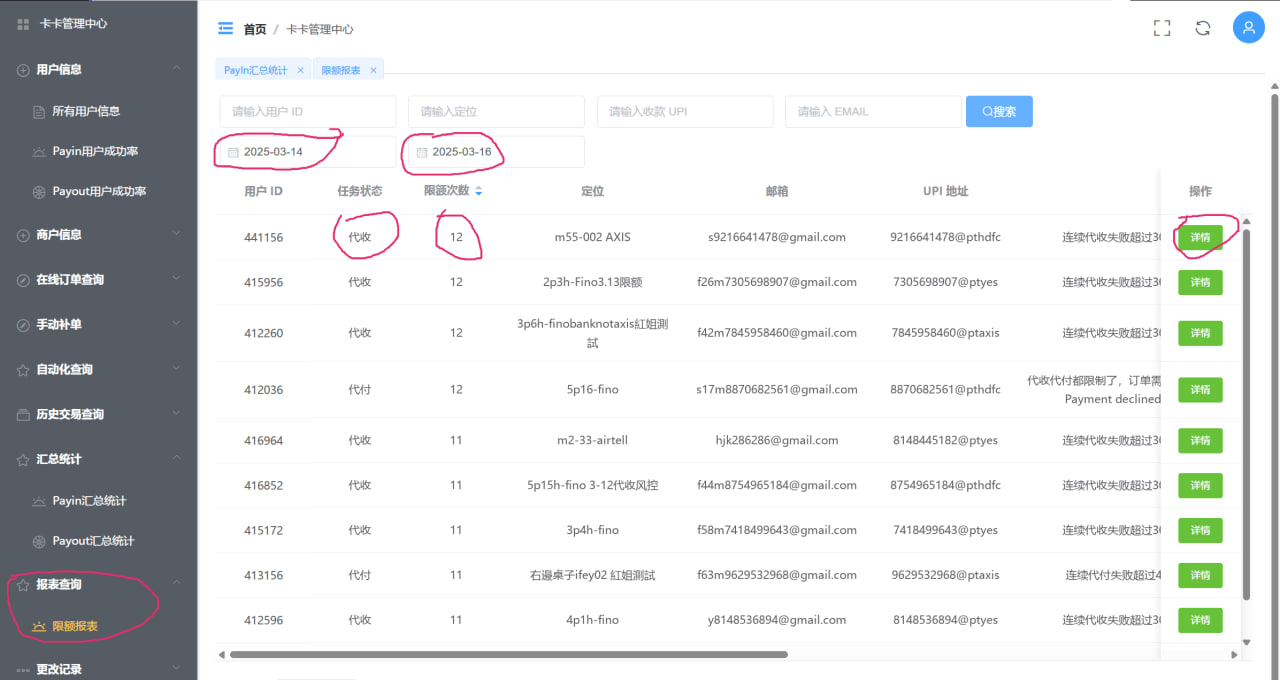 卡卡管理中心
用户信息
所有用户信息
Payin用户成功率
Payout用户成功率
商户信息
在线订单查询
手动补单
自动化查询
历史交易查询
汇总统计
Payin汇总统计
Payout汇总统计
报表查询
限额报表
更改记录
首页 / 卡卡管理中心
PayIn汇总统计 × 限额报表 ×
请输入用户 ID 请输入定位 请输入收款 UPI 请输入 EMAIL 搜索
2025-03-14 2025-03-16
用户 ID 任务状态 限额次数 定位 邮箱 UPI 地址 操作
441156 代收 12 m55-002 AXIS s9216641478@gmail.com 9216641478@pthdfc 连续代收失败超过30 详情
415956 代收 12 2p3h-Fino3.13限额 f26m7305698907@gmail.com 7305698907@ptyes 连续代收失败超过30 详情
412260 代收 12 3p6h-finobanknotaxis紅姐測 f42m7845958460@gmail.com 7845958460@ptaxis 连续代收失败超过30 详情
試
412036 代付 12 5p16-fino s17m8870682561@gmail.com 8870682561@pthdfc 代收代付都限制了，订单需 详情
Payment declined
416964 代收 11 m2-33-airtell hjk286286@gmail.com 8148445182@ptyes 连续代收失败超过30 详情
416852 代收 11 5p15h-fino 3-12代收风控 f44m8754965184@gmail.com 8754965184@pthdfc 连续代收失败超过30 详情
415172 代收 11 3p4h-fino f58m7418499643@gmail.com 7418499643@ptyes 连续代收失败超过30 详情
413156 代付 11 右邊桌子ifey02 紅姐測試 f63m9629532968@gmail.com 9629532968@ptaxis 连续代付失败超过4 详情
412596 代收 11 4p1h-fino y8148536894@gmail.com 8148536894@ptyes 连续代收失败超过30 详情